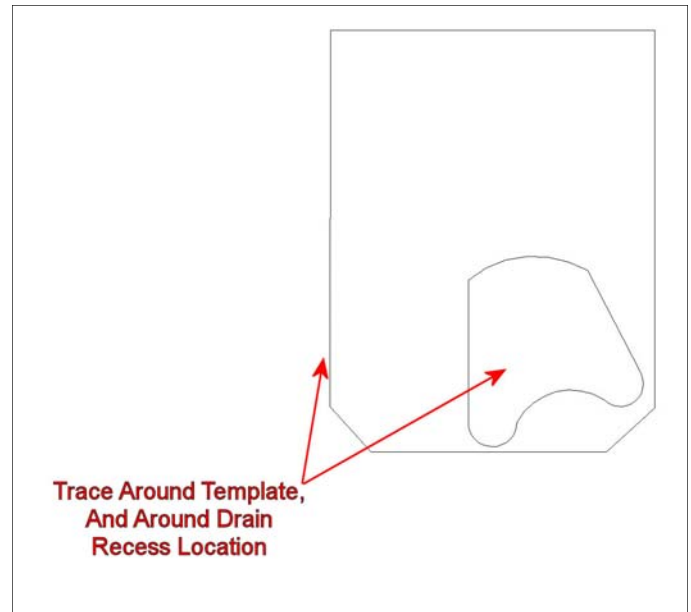 Trace Around Template,
And Around Drain
Recess Location